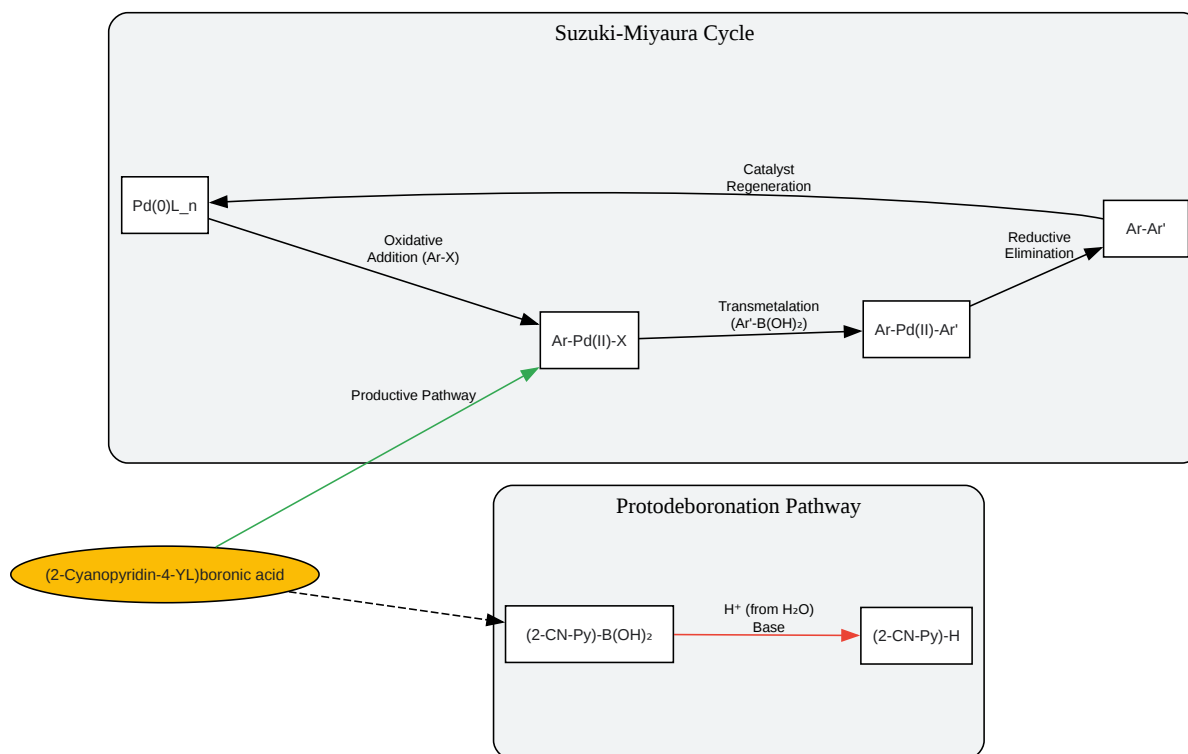 Suzuki-Miyaura Cycle
Catalyst
Regeneration
Pd(0)L_n
Ar-Ar'
Oxidative
Addition (Ar-X)
Reductive
Elimination
Transmetalation
(Ar'-B(OH)₂)
Ar-Pd(II)-X
Ar-Pd(II)-Ar'
Productive Pathway
Protodeboronation Pathway
(2-Cyanopyridin-4-YL)boronic acid
(2-CN-Py)-B(OH)₂
H⁺ (from H₂O)
Base
(2-CN-Py)-H